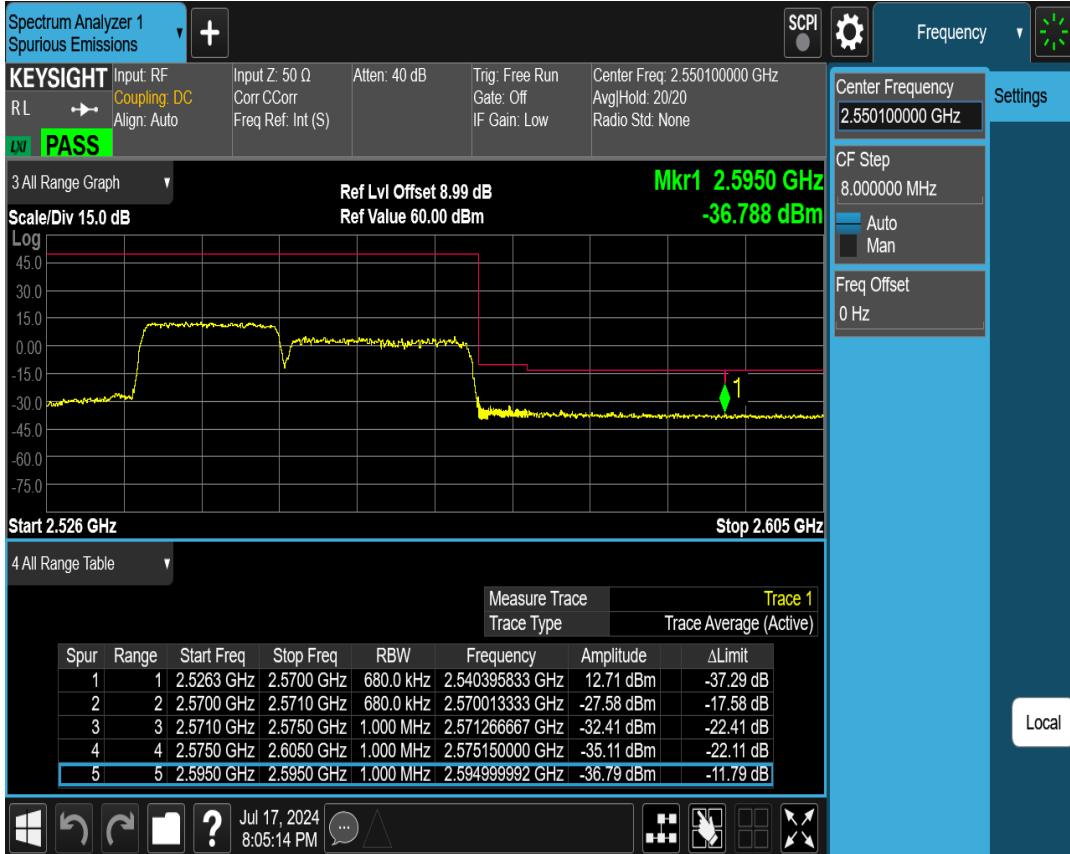 Spectrum Analyzer 1
Spurious Emissions
+
SCPI
Frequency
KEYSIGHT
RL
LXI
PASS
Input: RF
Coupling: DC
Align: Auto
Input Z: 50 Ω
Corr CCorr
Freq Ref: Int (S)
Atten: 40 dB
Trig: Free Run
Gate: Off
IF Gain: Low
Center Freq: 2.550100000 GHz
Avg|Hold: 20/20
Radio Std: None
Center Frequency
2.550100000 GHz
Settings
CF Step
8.000000 MHz
Auto
Man
Freq Offset
0 Hz
3 All Range Graph
Ref Lvl Offset 8.99 dB
Mkr1 2.5950 GHz
Scale/Div 15.0 dB
Ref Value 60.00 dBm
-36.788 dBm
Log
45.0
30.0
15.0
0.00
-15.0
-30.0
-45.0
-60.0
-75.0
1
Start 2.526 GHz
Stop 2.605 GHz
4 All Range Table
Measure Trace Trace 1
Trace Type Trace Average (Active)
Spur Range Start Freq Stop Freq RBW Frequency Amplitude ΔLimit
1 1 2.5263 GHz 2.5700 GHz 680.0 kHz 2.540395833 GHz 12.71 dBm -37.29 dB
2 2 2.5700 GHz 2.5710 GHz 680.0 kHz 2.570013333 GHz -27.58 dBm -17.58 dB
3 3 2.5710 GHz 2.5750 GHz 1.000 MHz 2.571266667 GHz -32.41 dBm -22.41 dB
4 4 2.5750 GHz 2.6050 GHz 1.000 MHz 2.575150000 GHz -35.11 dBm -22.11 dB
5 5 2.5950 GHz 2.5950 GHz 1.000 MHz 2.594999992 GHz -36.79 dBm -11.79 dB
Local
?
Jul 17, 2024
8:05:14 PM